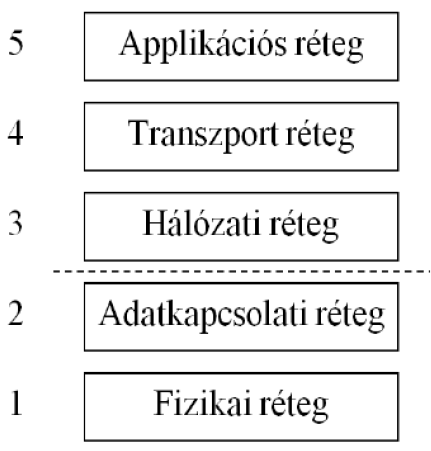 5 Applikációs réteg
4 Transzport réteg
3 Hálózati réteg
2 Adatkapcsolati réteg
1 Fizikai réteg